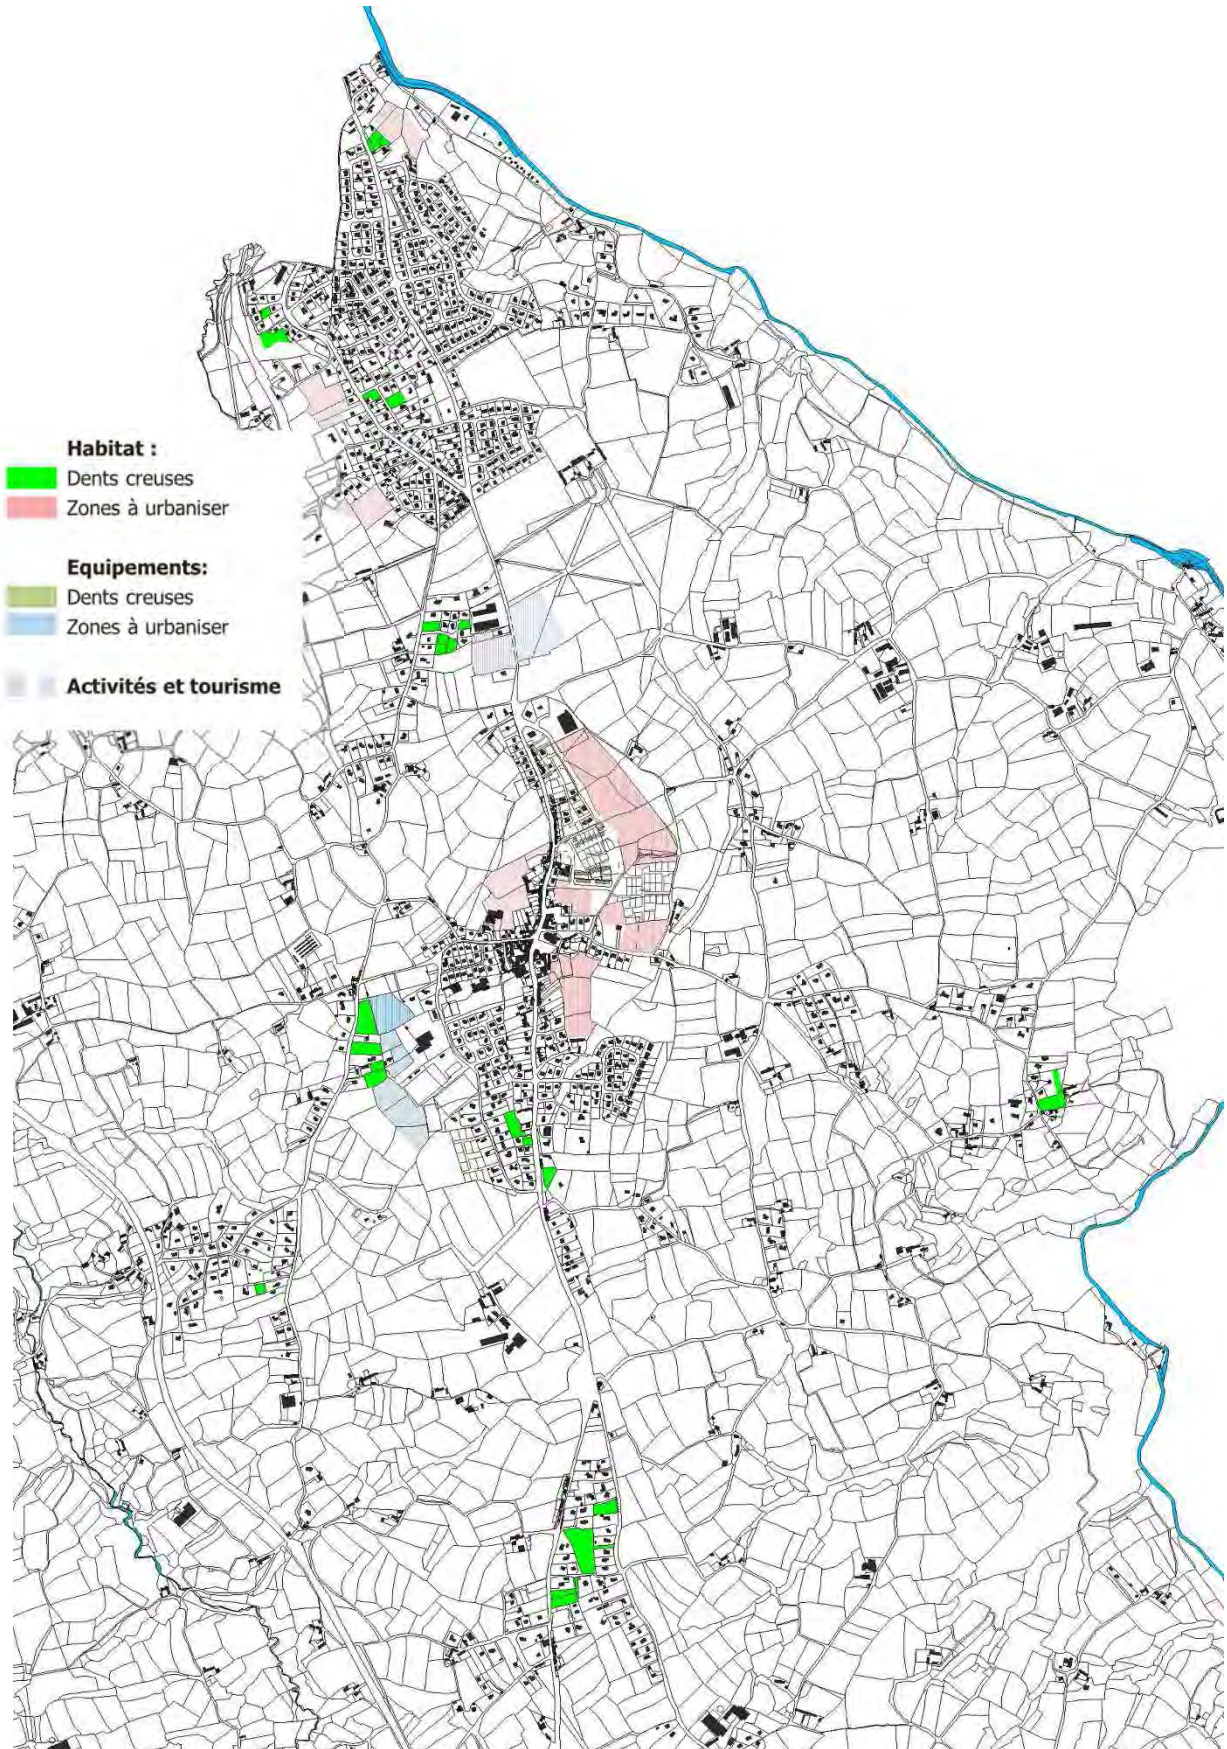 Habitat :
Dents creuses
Zones à urbaniser
Equipements:
Dents creuses
Zones à urbaniser
Activités et tourisme